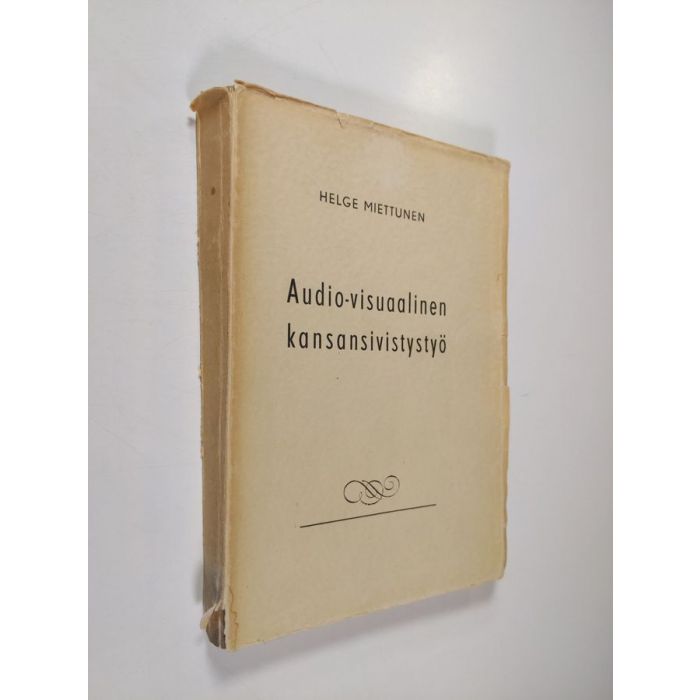 HELGE MIETTUNEN
Audio-visuaalinen
kansansivistystyö